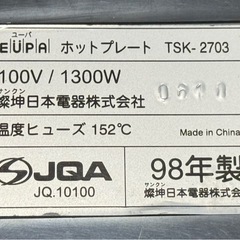 ユーパ
EUPA ホットプレート TSK-2703
100V / 1300W
サンクン
燦坤日本電器株式会社
温度ヒューズ 152℃
Made in China
JQA 98年製
JQ.10100
サンクン
燦坤日本電器株式会社